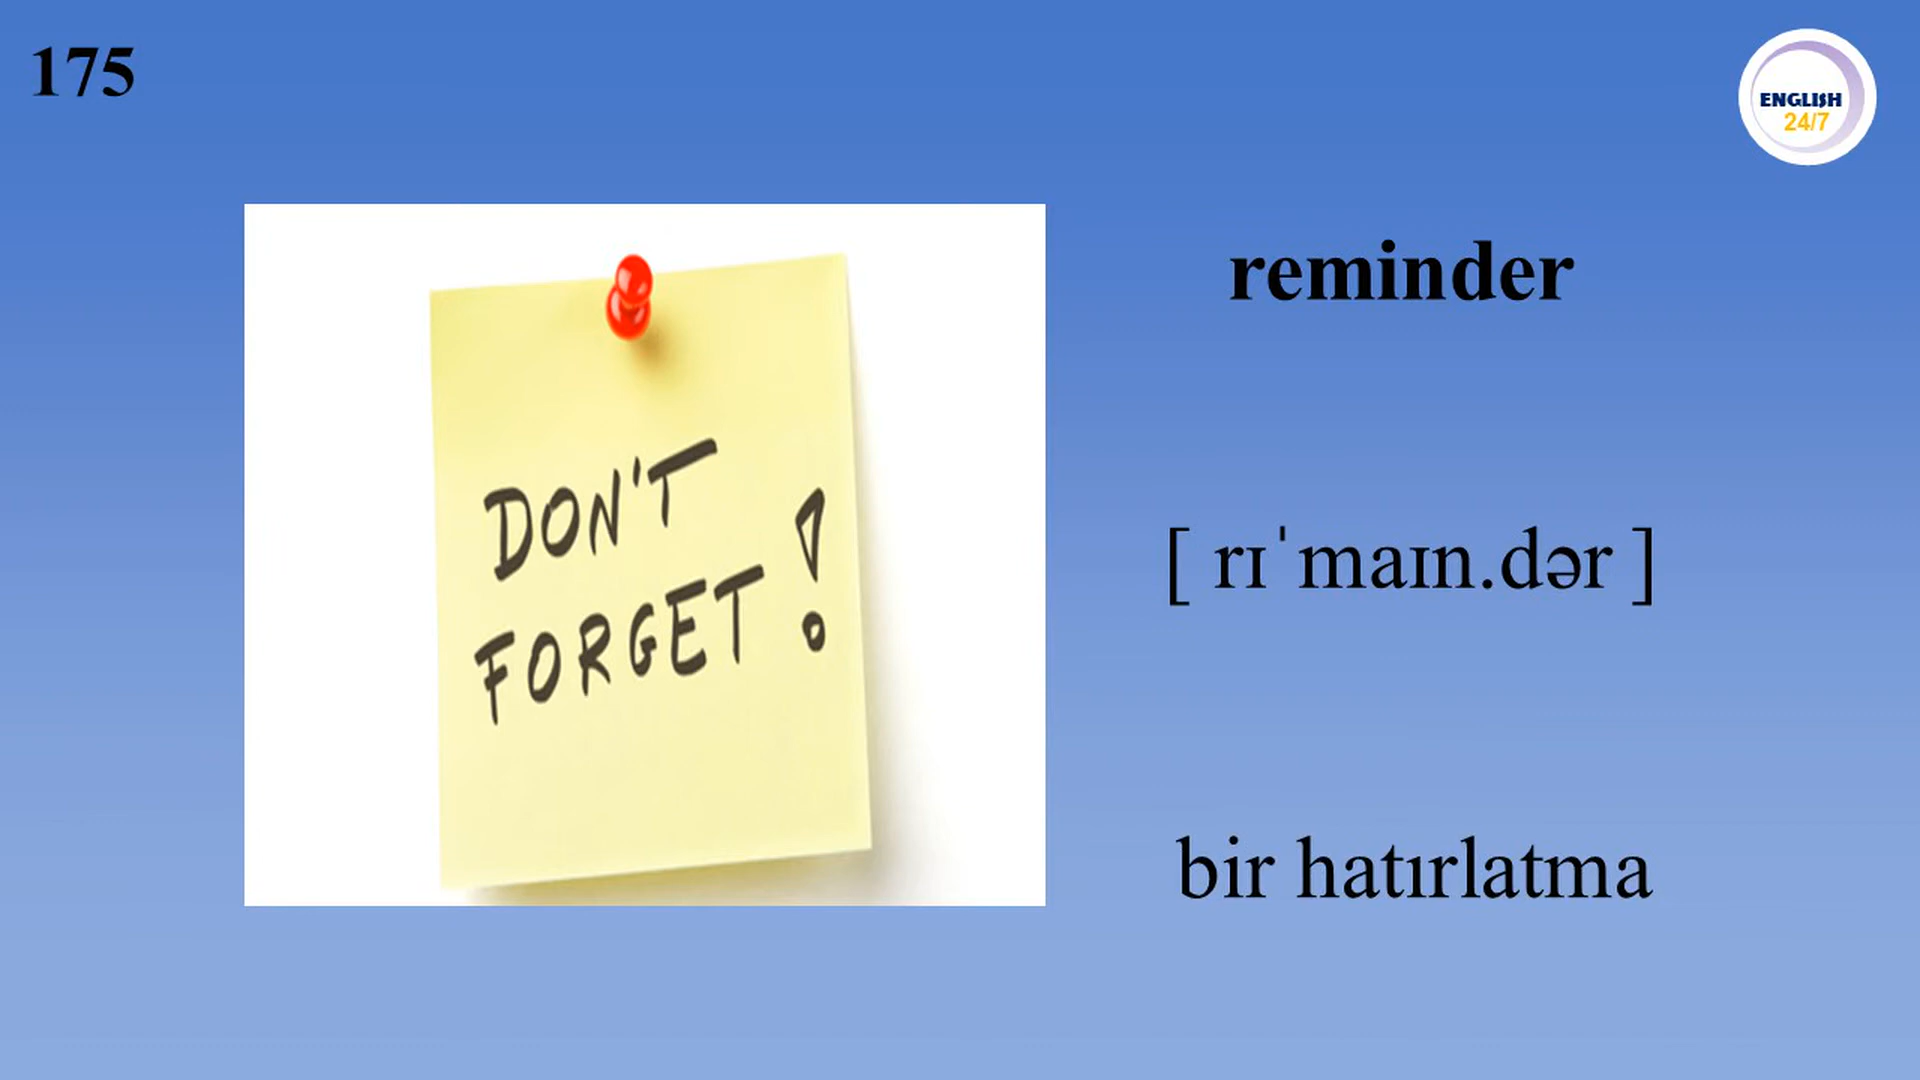 175
ENGLISH
24/7
reminder
DON'T
FORGET!
[ rɪˈmaɪn.dər ]
bir hatırlatma